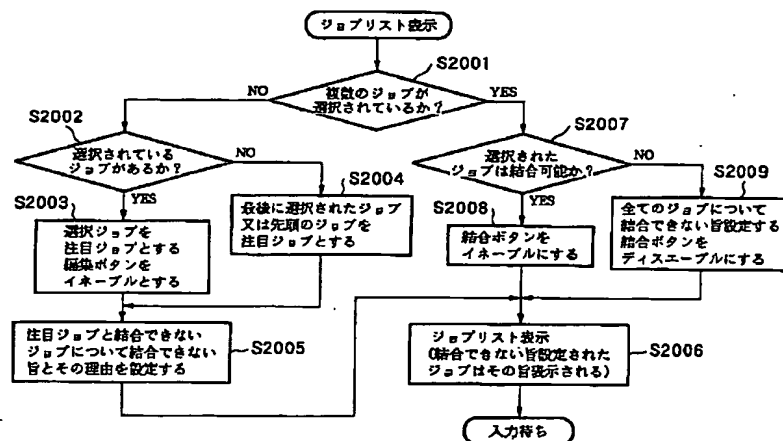 ジョブリスト表示
S2001
複数のジョブが
選択されているか?
NO
YES
S2002
選択されている
ジョブがあるか?
NO
YES
S2007
選択された
ジョブは結合可能か?
NO
YES
S2003
選択ジョブを
注目ジョブとする
編集ボタンを
イネーブルとする
S2004
最後に選択されたジョブ
又は先頭のジョブを
注目ジョブとする
S2008
結合ボタンを
イネーブルにする
S2009
全てのジョブについて
結合できない旨設定する
結合ボタンを
ディスエーブルにする
注目ジョブと結合できない
ジョブについて結合できない
旨とその理由を設定する
S2005
ジョブリスト表示
(結合できない旨設定された
ジョブはその旨表示される)
S2006
入力待ち